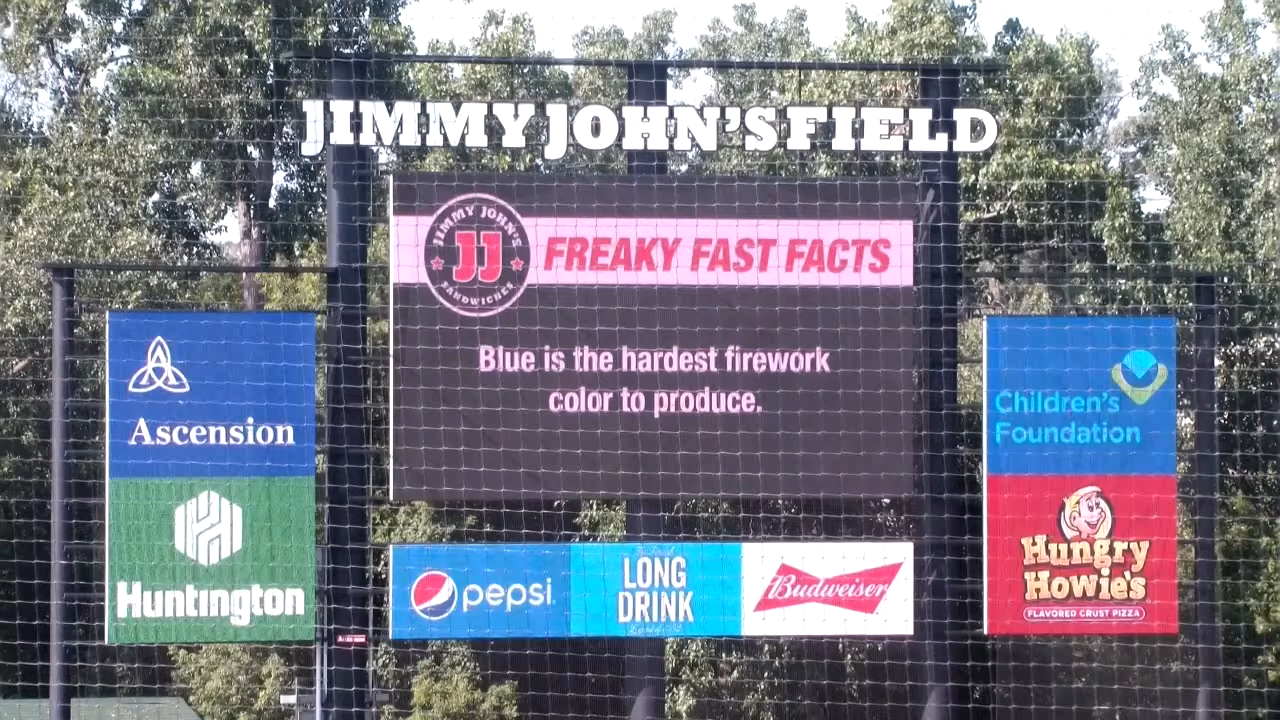 JIMMY JOHN'S FIELD
JIMMY JOHN'S
JJ
SANDWICHES
FREAKY FAST FACTS
Blue is the hardest firework
color to produce.
Ascension
Huntington
pepsi
LONG
DRINK
Budweiser
Children's
Foundation
Hungry
Howie's
FLAVORED CRUST PIZZA